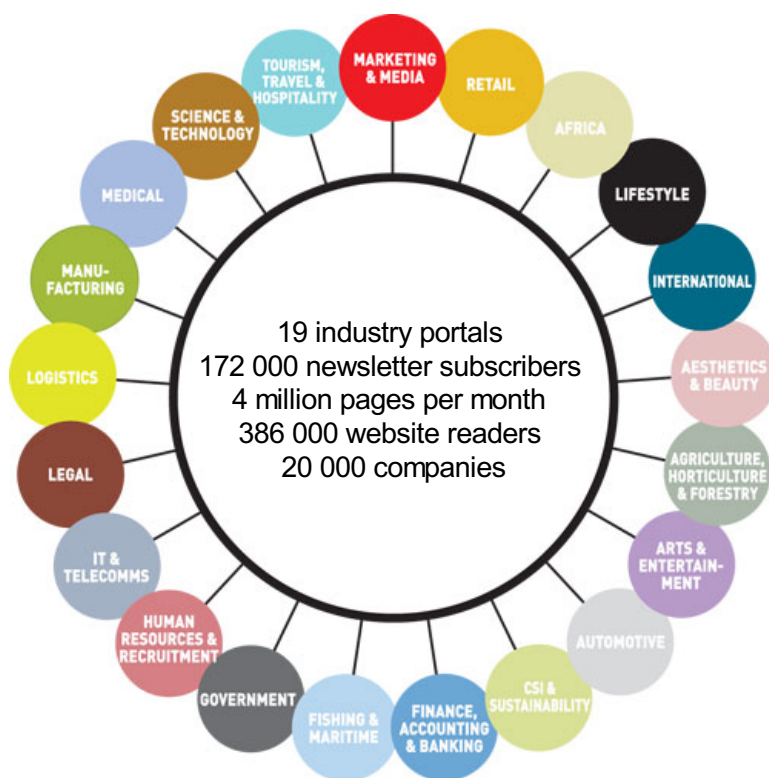 MARKETING
& MEDIA
RETAIL
AFRICA
LIFESTYLE
INTERNATIONAL
AESTHETICS
& BEAUTY
AGRICULTURE,
HORTICULTURE
& FORESTRY
ARTS &
ENTERTAIN-
MENT
AUTOMOTIVE
CSI &
SUSTAINABILITY
FINANCE,
ACCOUNTING
& BANKING
FISHING &
MARITIME
GOVERNMENT
HUMAN
RESOURCES &
RECRUITMENT
IT &
TELECOMMS
LEGAL
LOGISTICS
MANU-
FACTURING
MEDICAL
SCIENCE &
TECHNOLOGY
TOURISM,
TRAVEL &
HOSPITALITY
19 industry portals
172 000 newsletter subscribers
4 million pages per month
386 000 website readers
20 000 companies